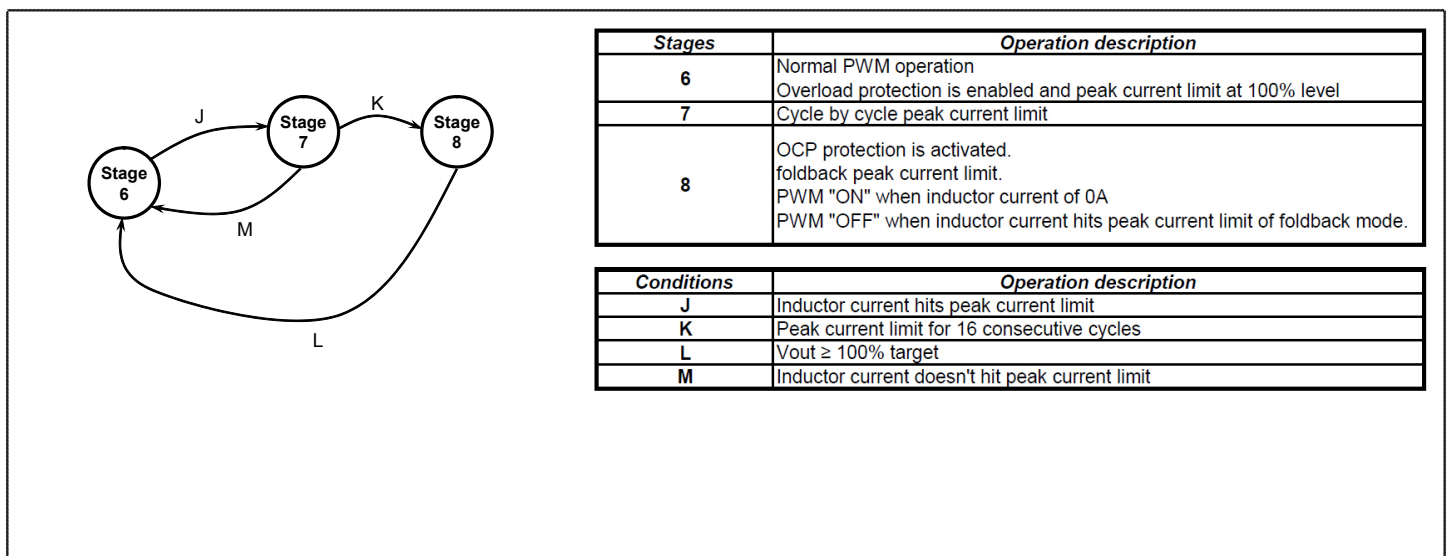 J
K
Stage
7
Stage
8
Stage
6
M
L
Stages Operation description
6 Normal PWM operation
Overload protection is enabled and peak current limit at 100% level
7 Cycle by cycle peak current limit
8 OCP protection is activated.
foldback peak current limit.
PWM "ON" when inductor current of 0A
PWM "OFF" when inductor current hits peak current limit of foldback mode.
Conditions Operation description
J Inductor current hits peak current limit
K Peak current limit for 16 consecutive cycles
L Vout ≥ 100% target
M Inductor current doesn't hit peak current limit